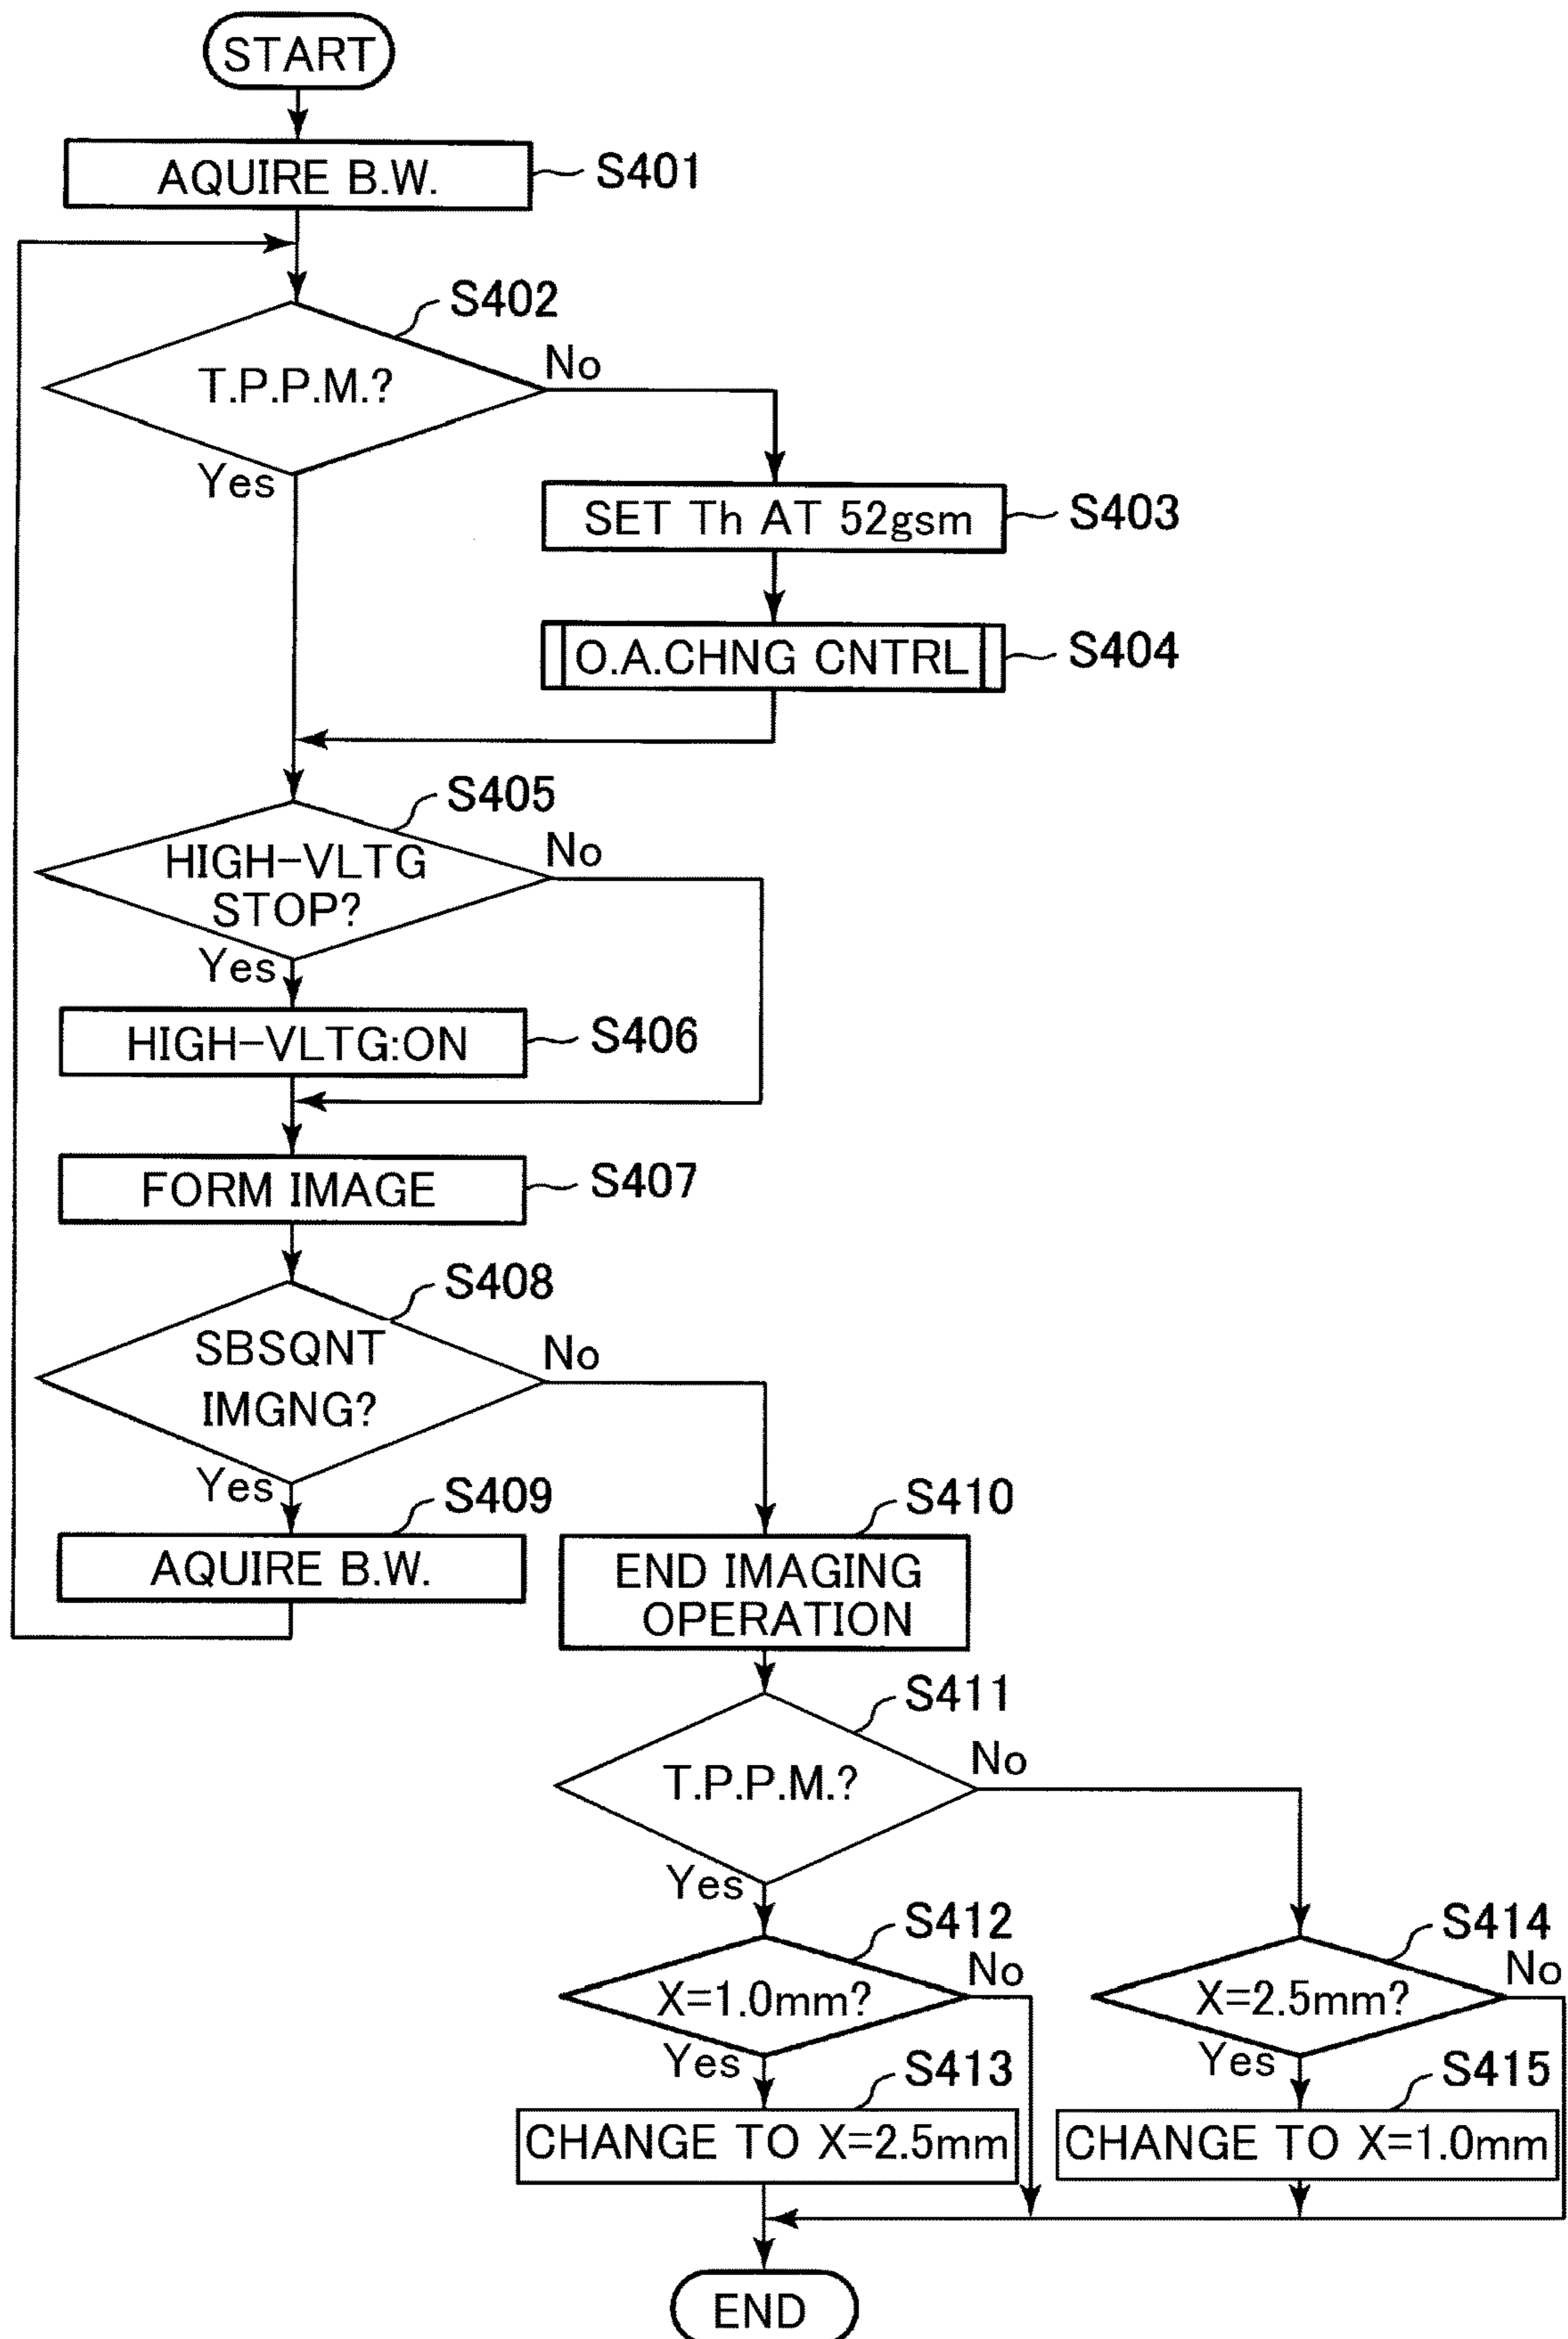 START
AQUIRE B.W.
S401
S402
T.P.P.M.?
No
Yes
SET Th AT 52gsm
S403
O.A.CHNG CNTRL
S404
S405
HIGH-VLTG
STOP?
No
Yes
HIGH-VLTG:ON
S406
FORM IMAGE
S407
S408
SBSQNT
IMGNG?
No
Yes
S409
AQUIRE B.W.
S410
END IMAGING
OPERATION
S411
T.P.P.M.?
No
Yes
S412
X=1.0mm?
No
Yes
S413
CHANGE TO X=2.5mm
S414
X=2.5mm?
No
Yes
S415
CHANGE TO X=1.0mm
END